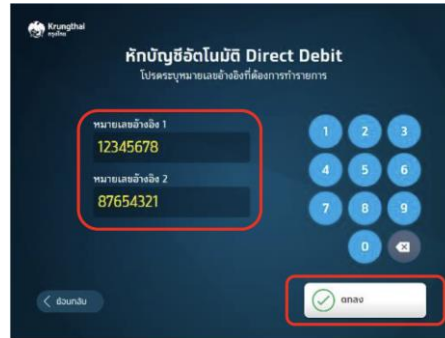 Krungthai
กรุงไทย
หักบัญชีอัตโนมัติ Direct Debit
โปรดระบุหมายเลขอ้างอิงที่ต้องการทำรายการ
หมายเลขอ้างอิง 1
12345678
หมายเลขอ้างอิง 2
87654321
1 2 3
4 5 6
7 8 9
0
ย้อนกลับ
ตกลง